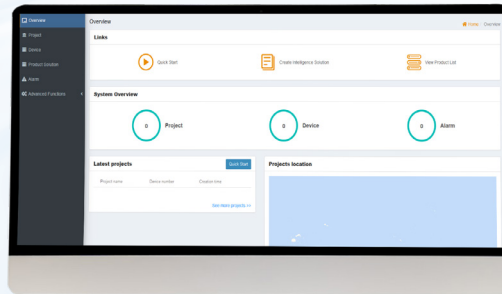 Overview
Project
Device
Product Solution
Alarm
Advanced Functions
Overview
Home Overview
Links
Quick Start
Create Intelligence Solution
View Product List
System Overview
0 Project
0 Device
0 Alarm
Latest projects
Quick Start
Project name Device number Created time
See more projects >>
Projects location